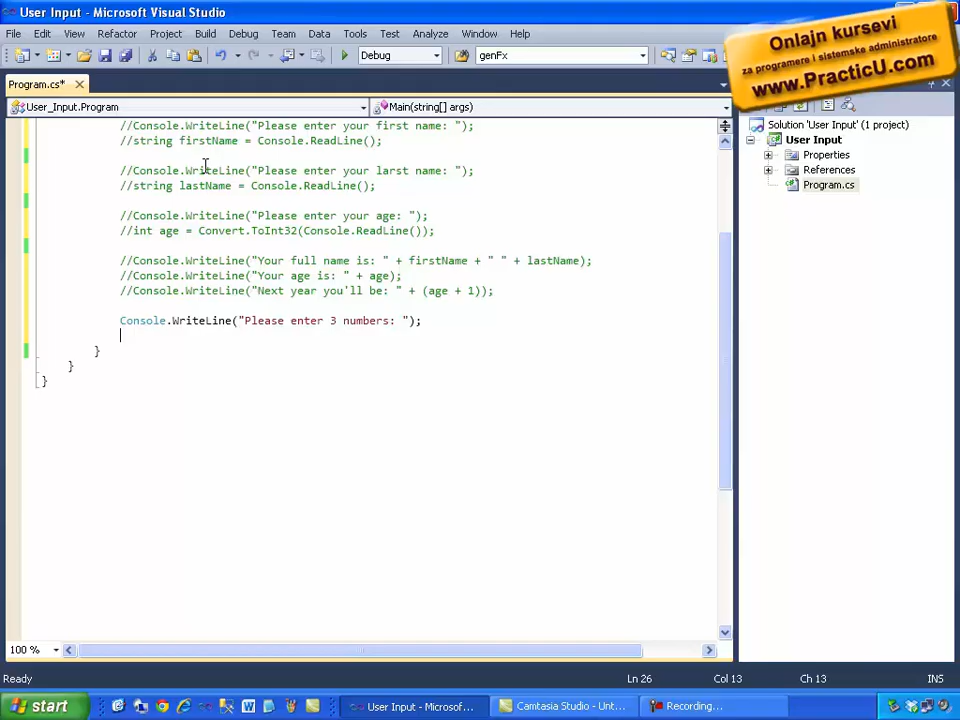 User Input - Microsoft Visual Studio
Onlajn kursevi
za programere i sistemske administratore
www.PracticU.com
File Edit View Refactor Project Build Debug Team Data Tools Test Analyze Window Help
Debug genFx
Program.cs*
User_Input.Program Main(string[] args)
//Console.WriteLine("Please enter your first name: ");
//string firstName = Console.ReadLine();
//Console.WriteLine("Please enter your larst name: ");
//string lastName = Console.ReadLine();
//Console.WriteLine("Please enter your age: ");
//int age = Convert.ToInt32(Console.ReadLine());
//Console.WriteLine("Your full name is: " + firstName + " " + lastName);
//Console.WriteLine("Your age is: " + age);
//Console.WriteLine("Next year you'll be: " + (age + 1));
Console.WriteLine("Please enter 3 numbers: ");
}
}
}
Solution 'User Input' (1 project)
User Input
Properties
References
Program.cs
100 %
Ready Ln 26 Col 13 Ch 13 INS
start User Input - Microsof... Camtasia Studio - Unt... Recording...